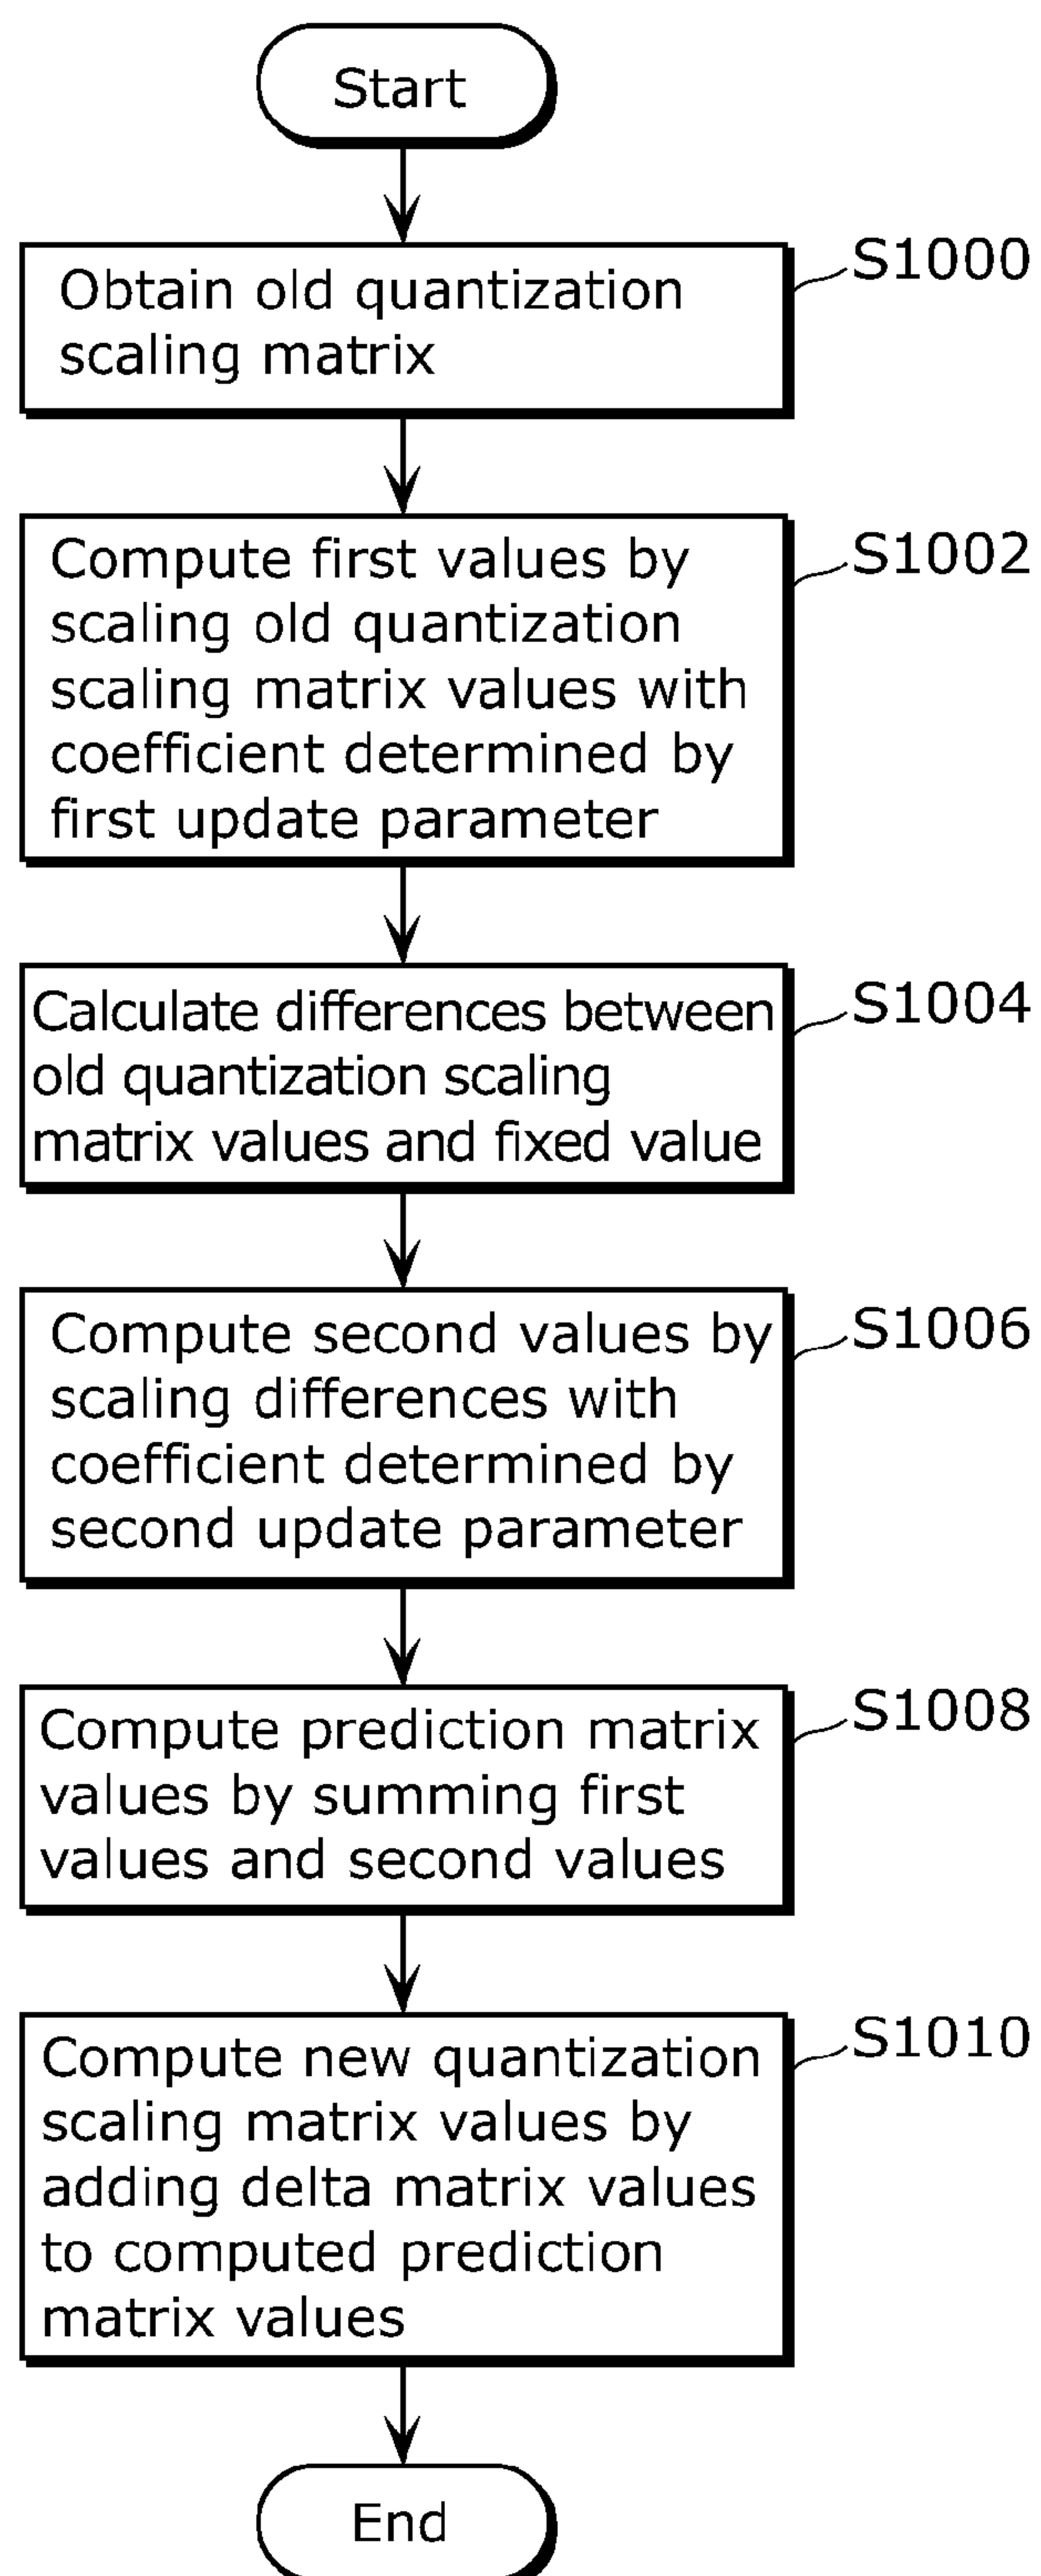 Start
S1000
Obtain old quantization
scaling matrix
S1002
Compute first values by
scaling old quantization
scaling matrix values with
coefficient determined by
first update parameter
S1004
Calculate differences between
old quantization scaling
matrix values and fixed value
S1006
Compute second values by
scaling differences with
coefficient determined by
second update parameter
S1008
Compute prediction matrix
values by summing first
values and second values
S1010
Compute new quantization
scaling matrix values by
adding delta matrix values
to computed prediction
matrix values
End